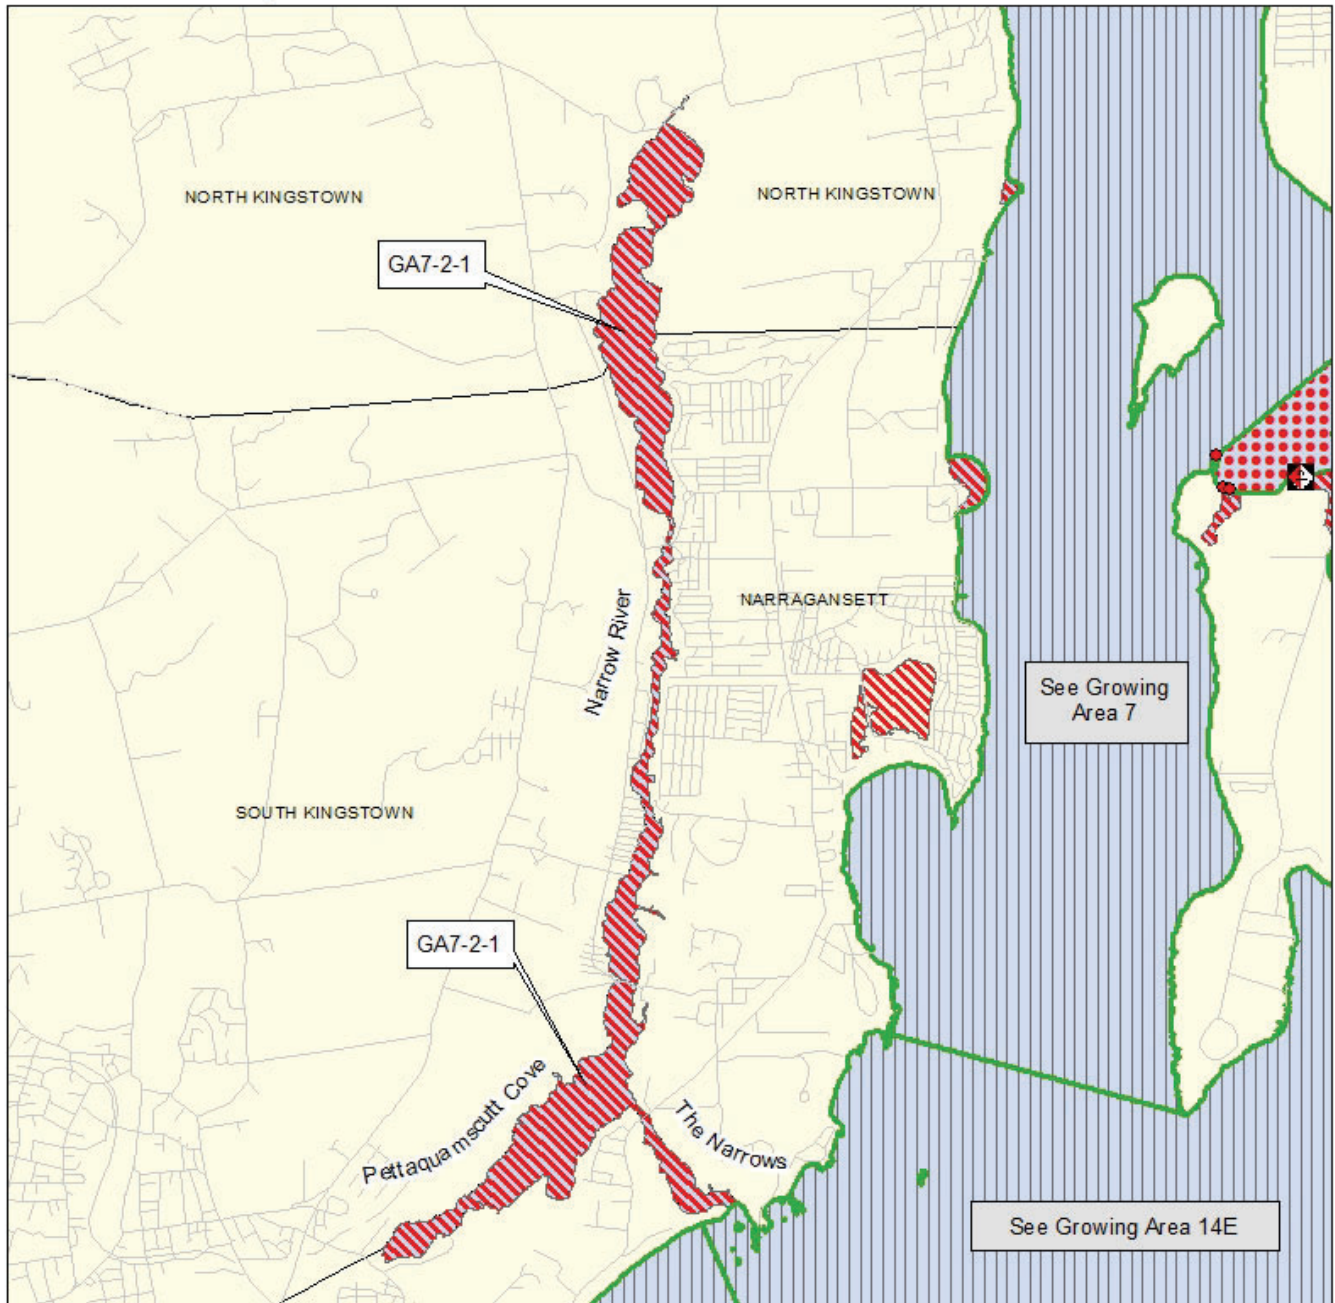 NORTH KINGSTOWN
NORTH KINGSTOWN
GA7-2-1
NARRAGANSETT
Narrow River
See Growing
Area 7
SOUTH KINGSTOWN
GA7-2-1
Pettaquamscutt Cove
The Narrows
See Growing Area 14E